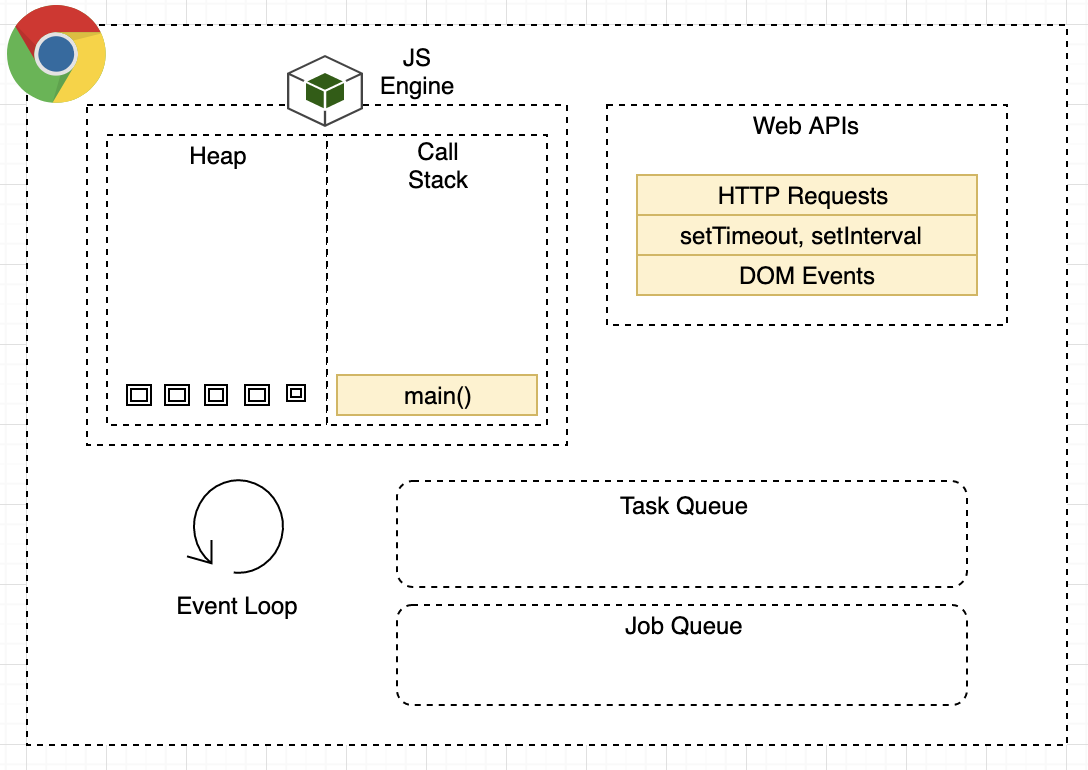 JS
Engine
Heap
Call
Stack
main()
Web APIs
HTTP Requests
setTimeout, setInterval
DOM Events
Event Loop
Task Queue
Job Queue